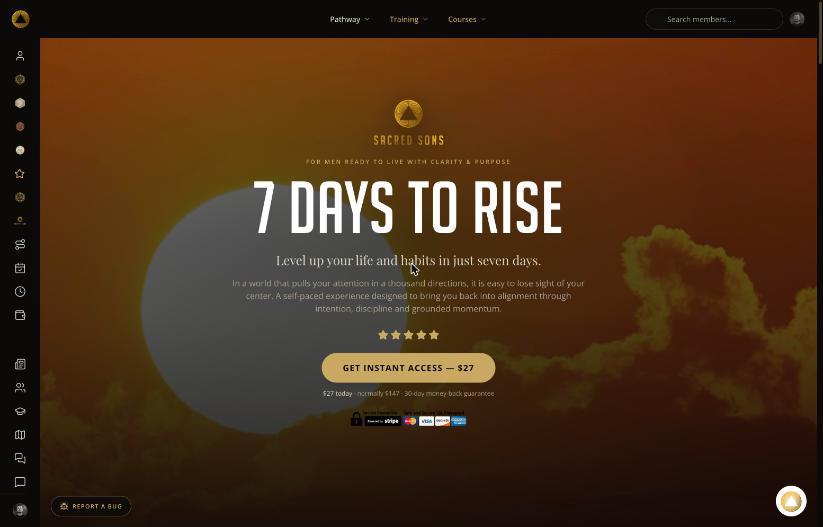 Pathway
Training
Courses
Search members...
SACRED SONS
FOR MEN READY TO LIVE WITH CLARITY & PURPOSE
7 DAYS TO RISE
Level up your life and habits in just seven days.
In a world that pulls your attention in a thousand directions, it is easy to lose sight of your
center. A self-paced experience designed to bring you back into alignment through
intention, discipline and grounded momentum.
GET INSTANT ACCESS — $27
$27 today · normally $147 · 30-day money-back guarantee
Powered by stripe
VISA
REPORT A BUG